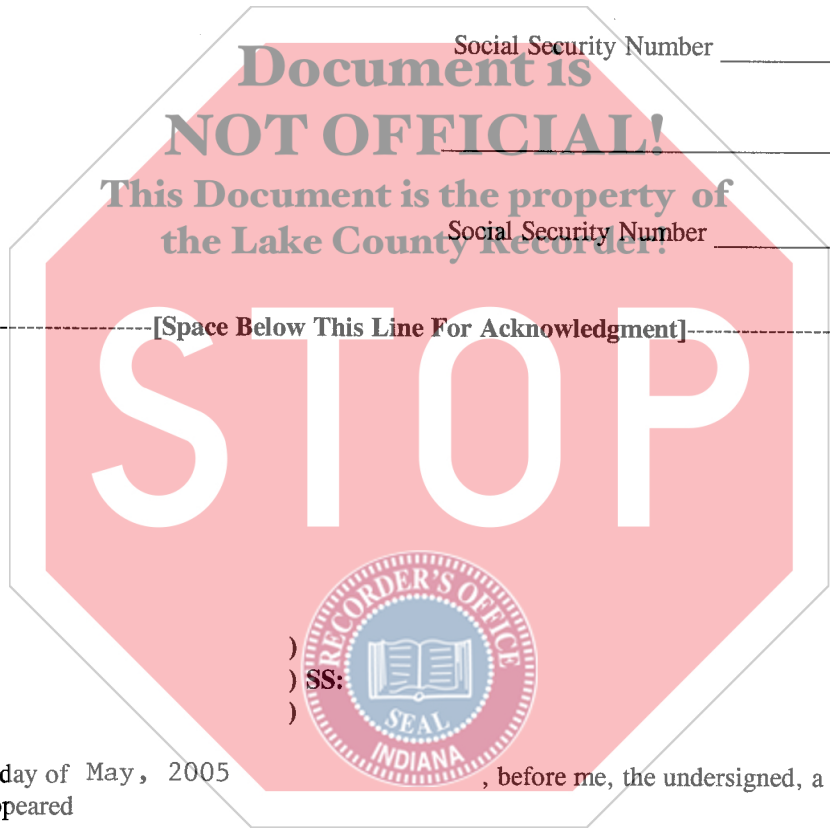 Social Security Number
Document is
NOT OFFICIAL!
This Document is the property of
the Lake County Recorder!
Social Security Number
[Space Below This Line For Acknowledgment]
STOP
RECORDER'S OFFICE
)
) SS:
)
SEAL
INDIANA
day of May, 2005 , before me, the undersigned, a
ppeared